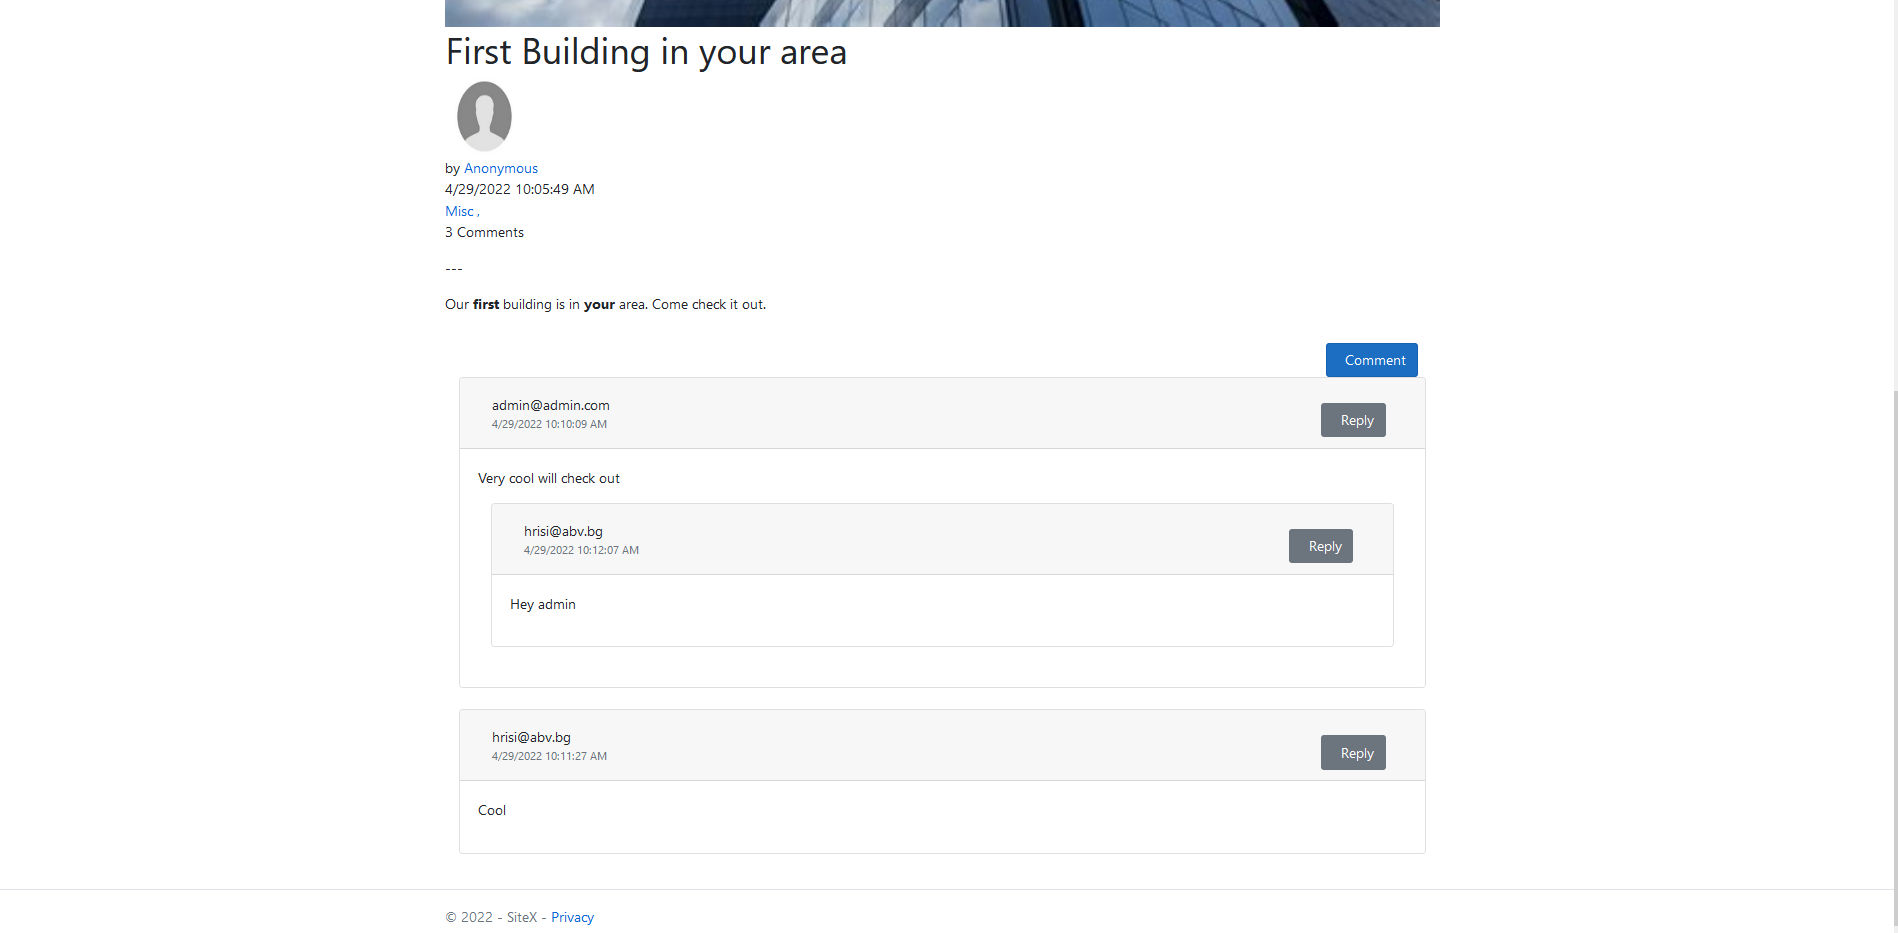 First Building in your area
by Anonymous
4/29/2022 10:05:49 AM
Misc ,
3 Comments
---
Our first building is in your area. Come check it out.
Comment
admin@admin.com
4/29/2022 10:10:09 AM
Reply
Very cool will check out
hrisi@abv.bg
4/29/2022 10:12:07 AM
Reply
Hey admin
hrisi@abv.bg
4/29/2022 10:11:27 AM
Reply
Cool
© 2022 - SiteX - Privacy